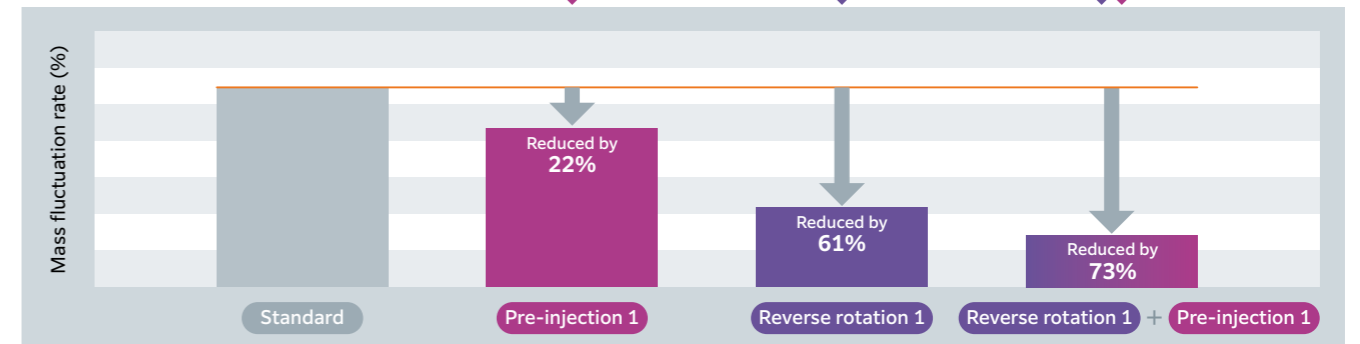 Mass fluctuation rate (%)
Reduced by
22%
Reduced by
61%
Reduced by
73%
Standard
Pre-injection 1
Reverse rotation 1
Reverse rotation 1 + Pre-injection 1